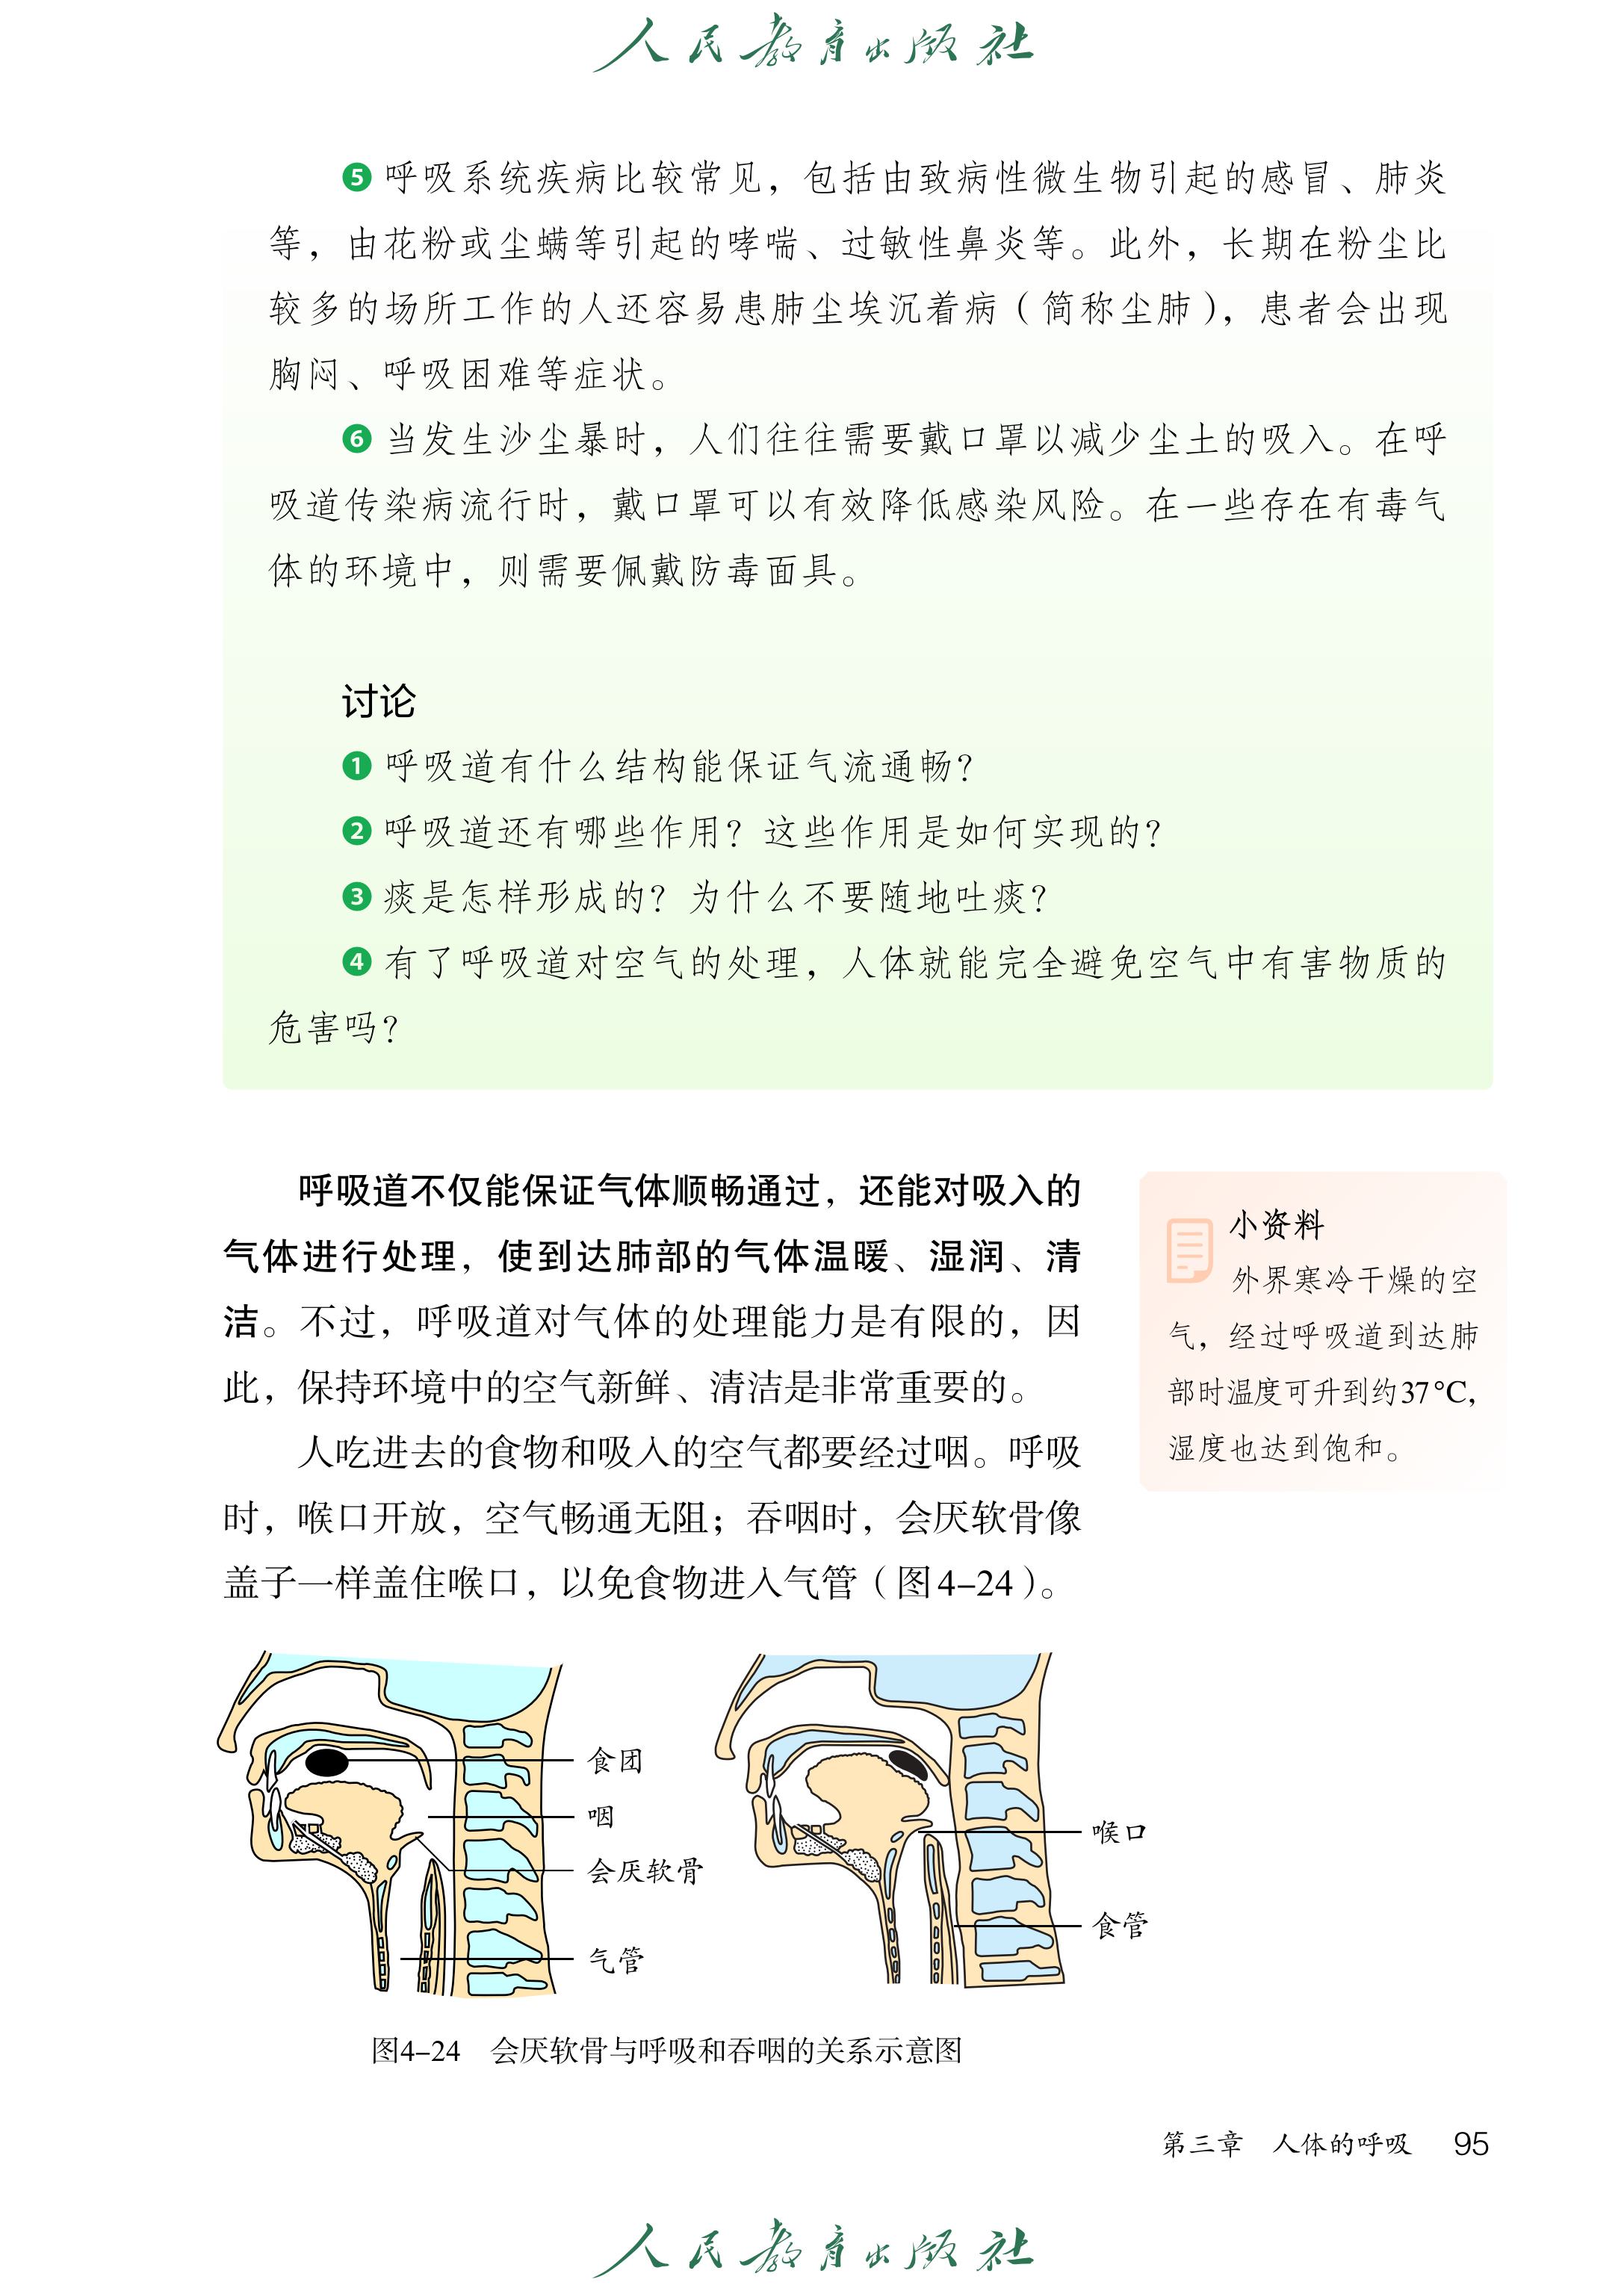 人民教育出版社
❺ 呼吸系统疾病比较常见，包括由致病性微生物引起的感冒、肺炎
等，由花粉或尘螨等引起的哮喘、过敏性鼻炎等。此外，长期在粉尘比
较多的场所工作的人还容易患肺尘埃沉着病（简称尘肺），患者会出现
胸闷、呼吸困难等症状。
❻ 当发生沙尘暴时，人们往往需要戴口罩以减少尘土的吸入。在呼
吸道传染病流行时，戴口罩可以有效降低感染风险。在一些存在有毒气
体的环境中，则需要佩戴防毒面具。
讨论
❶ 呼吸道有什么结构能保证气流通畅？
❷ 呼吸道还有哪些作用？这些作用是如何实现的？
❸ 痰是怎样形成的？为什么不要随地吐痰？
❹ 有了呼吸道对空气的处理，人体就能完全避免空气中有害物质的
危害吗？
呼吸道不仅能保证气体顺畅通过，还能对吸入的
气体进行处理，使到达肺部的气体温暖、湿润、清
洁。不过，呼吸道对气体的处理能力是有限的，因
此，保持环境中的空气新鲜、清洁是非常重要的。
人吃进去的食物和吸入的空气都要经过咽。呼吸
时，喉口开放，空气畅通无阻；吞咽时，会厌软骨像
盖子一样盖住喉口，以免食物进入气管（图4–24）。
小资料
外界寒冷干燥的空
气，经过呼吸道到达肺
部时温度可升到约37 °C，
湿度也达到饱和。
食团
咽
会厌软骨
气管
喉口
食管
图4–24 会厌软骨与呼吸和吞咽的关系示意图
第三章 人体的呼吸 95
人民教育出版社